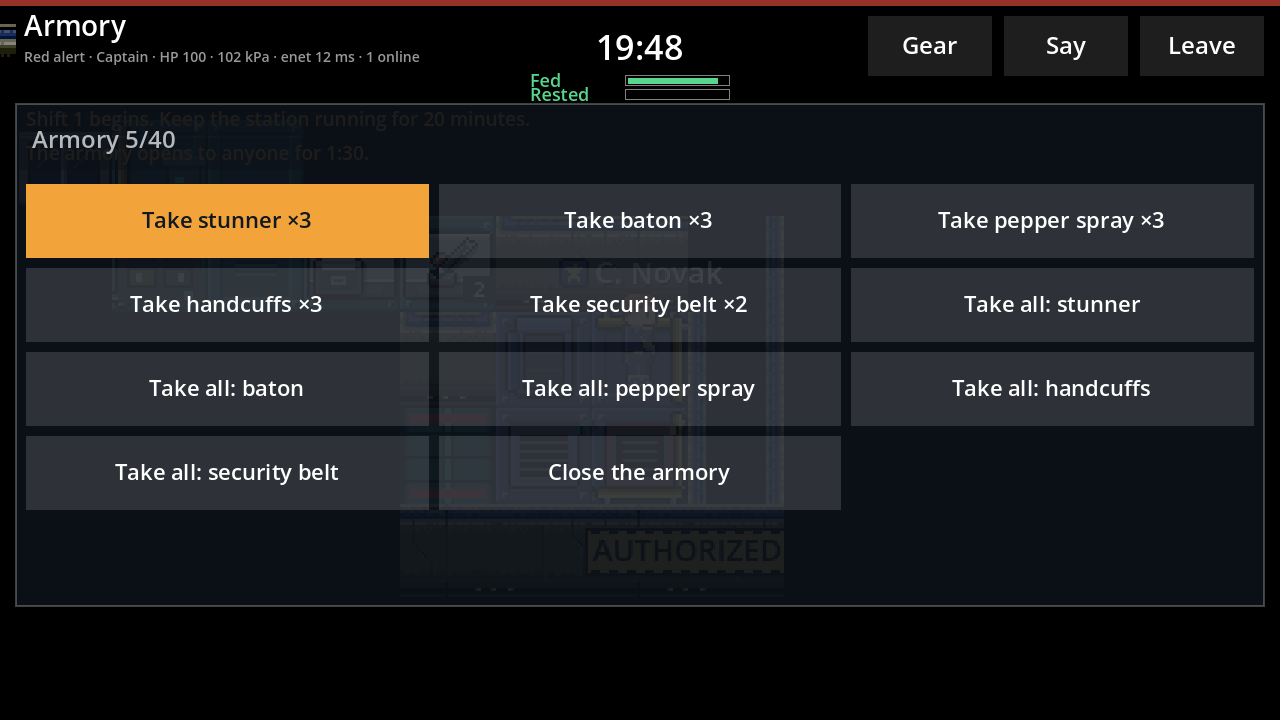 Armory
Red alert · Captain · HP 100 · 102 kPa · enet 12 ms · 1 online
19:48
Gear
Say
Leave
Fed
Rested
Shift 1 begins. Keep the station running for 20 minutes.
Armory 5/40
The armory opens to anyone for 1:30.
Take stunner ×3
Take baton ×3
Take pepper spray ×3
C. Novak
2
Take handcuffs ×3
Take security belt ×2
Take all: stunner
Take all: baton
Take all: pepper spray
Take all: handcuffs
Take all: security belt
Close the armory
AUTHORIZED